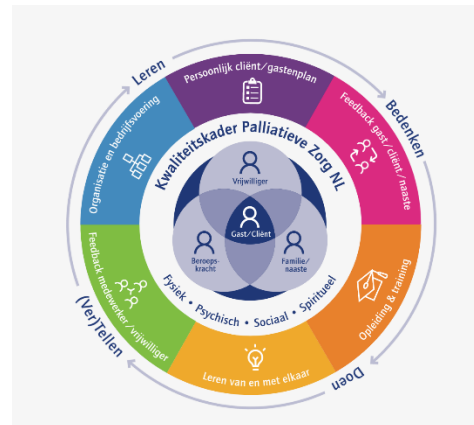 Leren
Bedenken
Doen
(Ver)Tellen
Persoonlijk cliënt/gastenplan
Feedback gast/cliënt/naaste
Opleiding & training
Leren van en met elkaar
Feedback medewerker/vrijwilliger
Organisatie en bedrijfsvoering
Kwaliteitskader Palliatieve Zorg NL
Vrijwilliger
Gast/Cliënt
Beroeps-
kracht
Familie/
naaste
Fysiek • Psychisch • Sociaal • Spiritueel